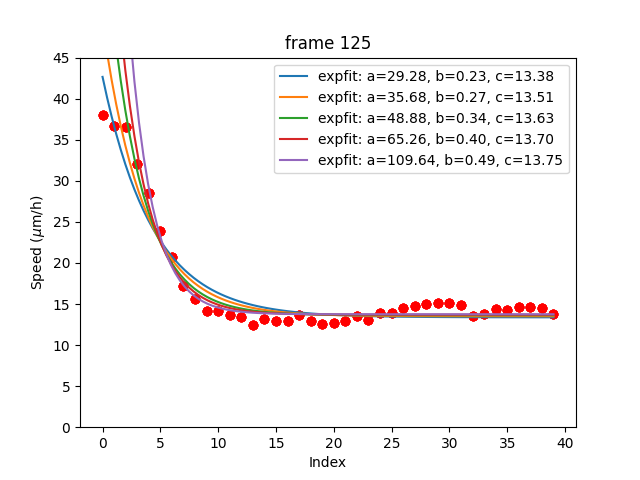 frame 125
expfit: a=29.28, b=0.23, c=13.38
expfit: a=35.68, b=0.27, c=13.51
expfit: a=48.88, b=0.34, c=13.63
expfit: a=65.26, b=0.40, c=13.70
expfit: a=109.64, b=0.49, c=13.75
Speed (μm/h)
45
40
35
30
25
20
15
10
5
0
0 5 10 15 20 25 30 35 40
Index